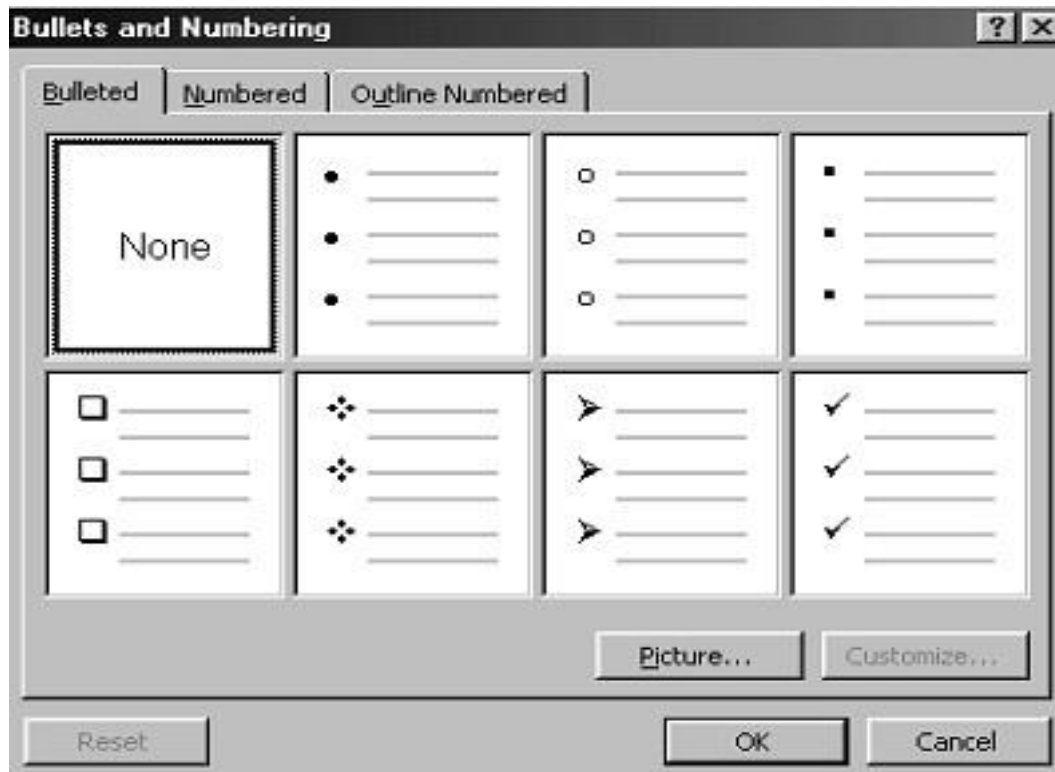 Bullets and Numbering
Bulleted Numbered Outline Numbered
None
Picture... Customize...
Reset OK Cancel